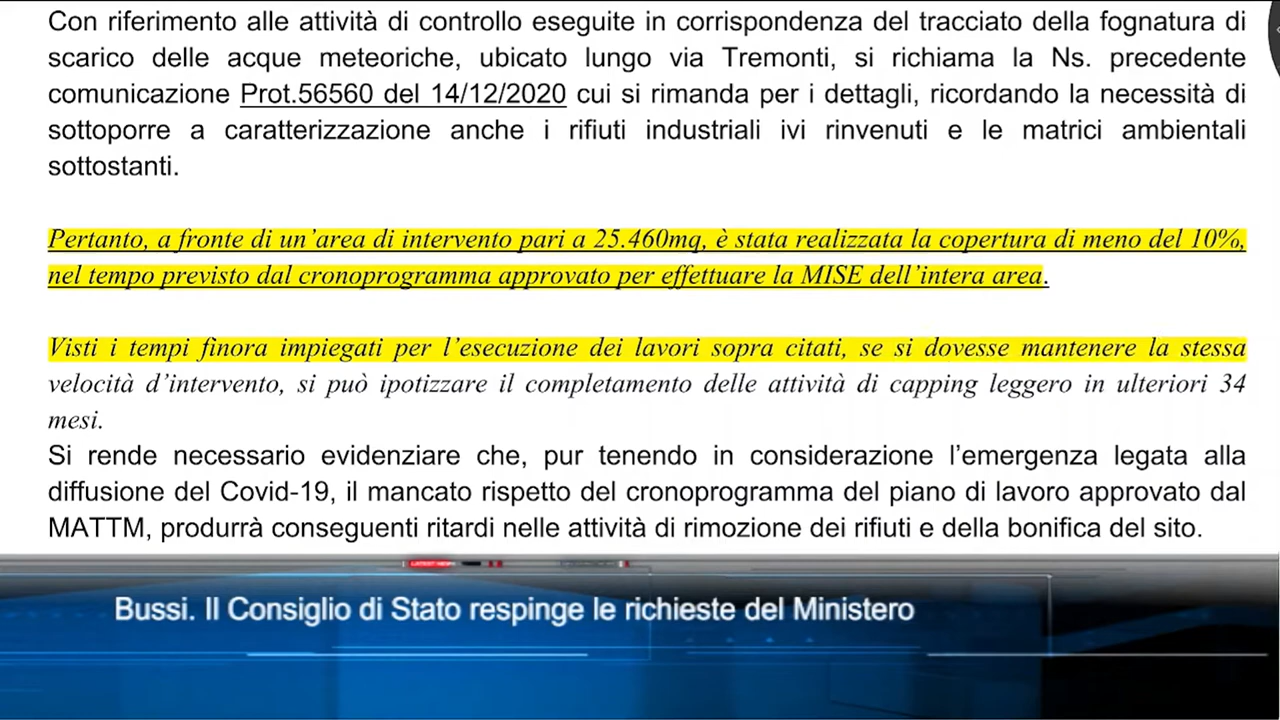 Con riferimento alle attività di controllo eseguite in corrispondenza del tracciato della fognatura di
scarico delle acque meteoriche, ubicato lungo via Tremonti, si richiama la Ns. precedente
comunicazione Prot.56560 del 14/12/2020 cui si rimanda per i dettagli, ricordando la necessità di
sottoporre a caratterizzazione anche i rifiuti industriali ivi rinvenuti e le matrici ambientali
sottostanti.
Pertanto, a fronte di un’area di intervento pari a 25.460mq, è stata realizzata la copertura di meno del 10%,
nel tempo previsto dal cronoprogramma approvato per effettuare la MISE dell’intera area.
Visti i tempi finora impiegati per l’esecuzione dei lavori sopra citati, se si dovesse mantenere la stessa
velocità d’intervento, si può ipotizzare il completamento delle attività di capping leggero in ulteriori 34
mesi.
Si rende necessario evidenziare che, pur tenendo in considerazione l’emergenza legata alla
diffusione del Covid-19, il mancato rispetto del cronoprogramma del piano di lavoro approvato dal
MATTM, produrrà conseguenti ritardi nelle attività di rimozione dei rifiuti e della bonifica del sito.
LATEST NEWS
Bussi. Il Consiglio di Stato respinge le richieste del Ministero